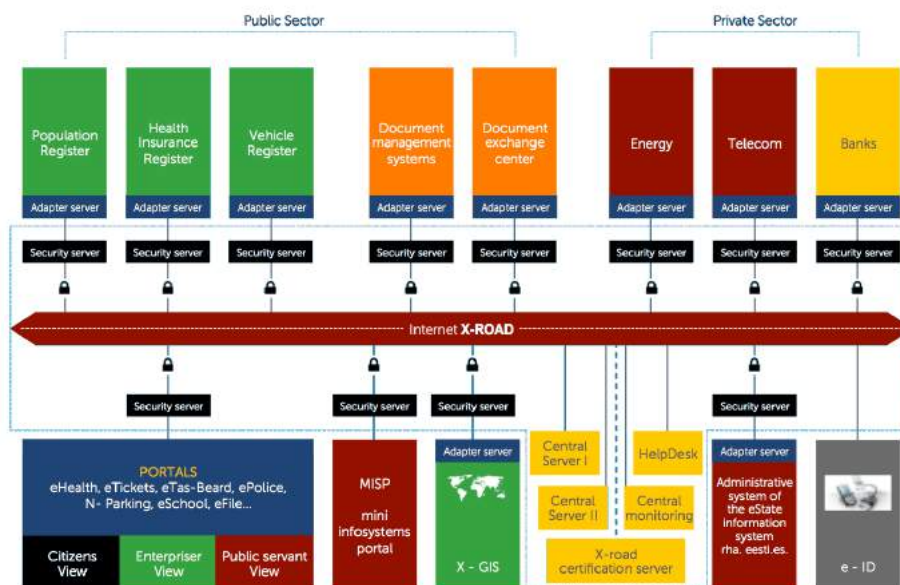 Public Sector
Private Sector
Population
Register
Health
Insurance
Register
Vehicle
Register
Document
management
systems
Document
exchange
center
Energy
Telecom
Banks
Adapter server
Adapter server
Adapter server
Adapter server
Adapter server
Adapter server
Adapter server
Adapter server
Security server
Security server
Security server
Security server
Security server
Security server
Security server
Security server
Internet X-ROAD
Security server
Security server
Security server
Security server
PORTALS
eHealth, eTickets, eTas-Beard, ePolice,
N- Parking, eSchool, eFile...
Citizens
View
Enterpriser
View
Public servant
View
MISP
mini
infosystems
portal
Adapter server
X - GIS
Central
Server I
Central
Server II
HelpDesk
Central
monitoring
X-road
certification server
Adapter server
Administrative
system of
the eState
information
system
rha. eesti.es.
e - ID